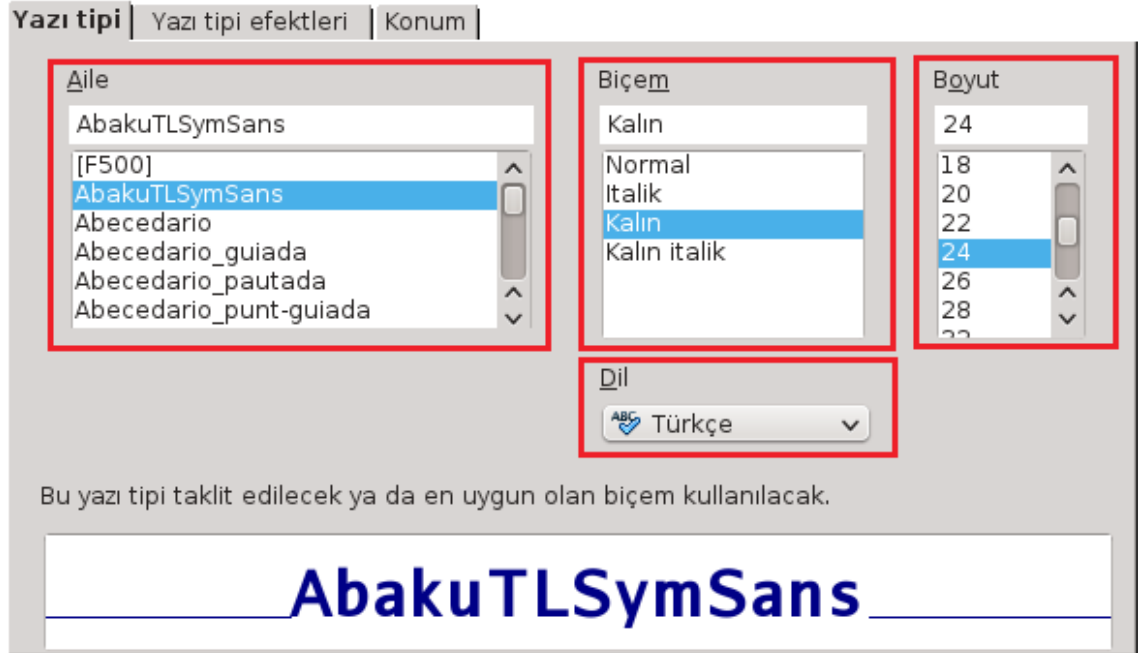 Yazı tipi
Yazı tipi efektleri
Konum
Aile
AbakuTLSymSans
[F500]
AbakuTLSymSans
Abecedario
Abecedario_guiada
Abecedario_pautada
Abecedario_punt-guiada
Biçem
Kalın
Normal
Italik
Kalın
Kalın italik
Boyut
24
18
20
22
24
26
28
Dil
ABC Türkçe
Bu yazı tipi taklit edilecek ya da en uygun olan biçem kullanılacak.
AbakuTLSymSans